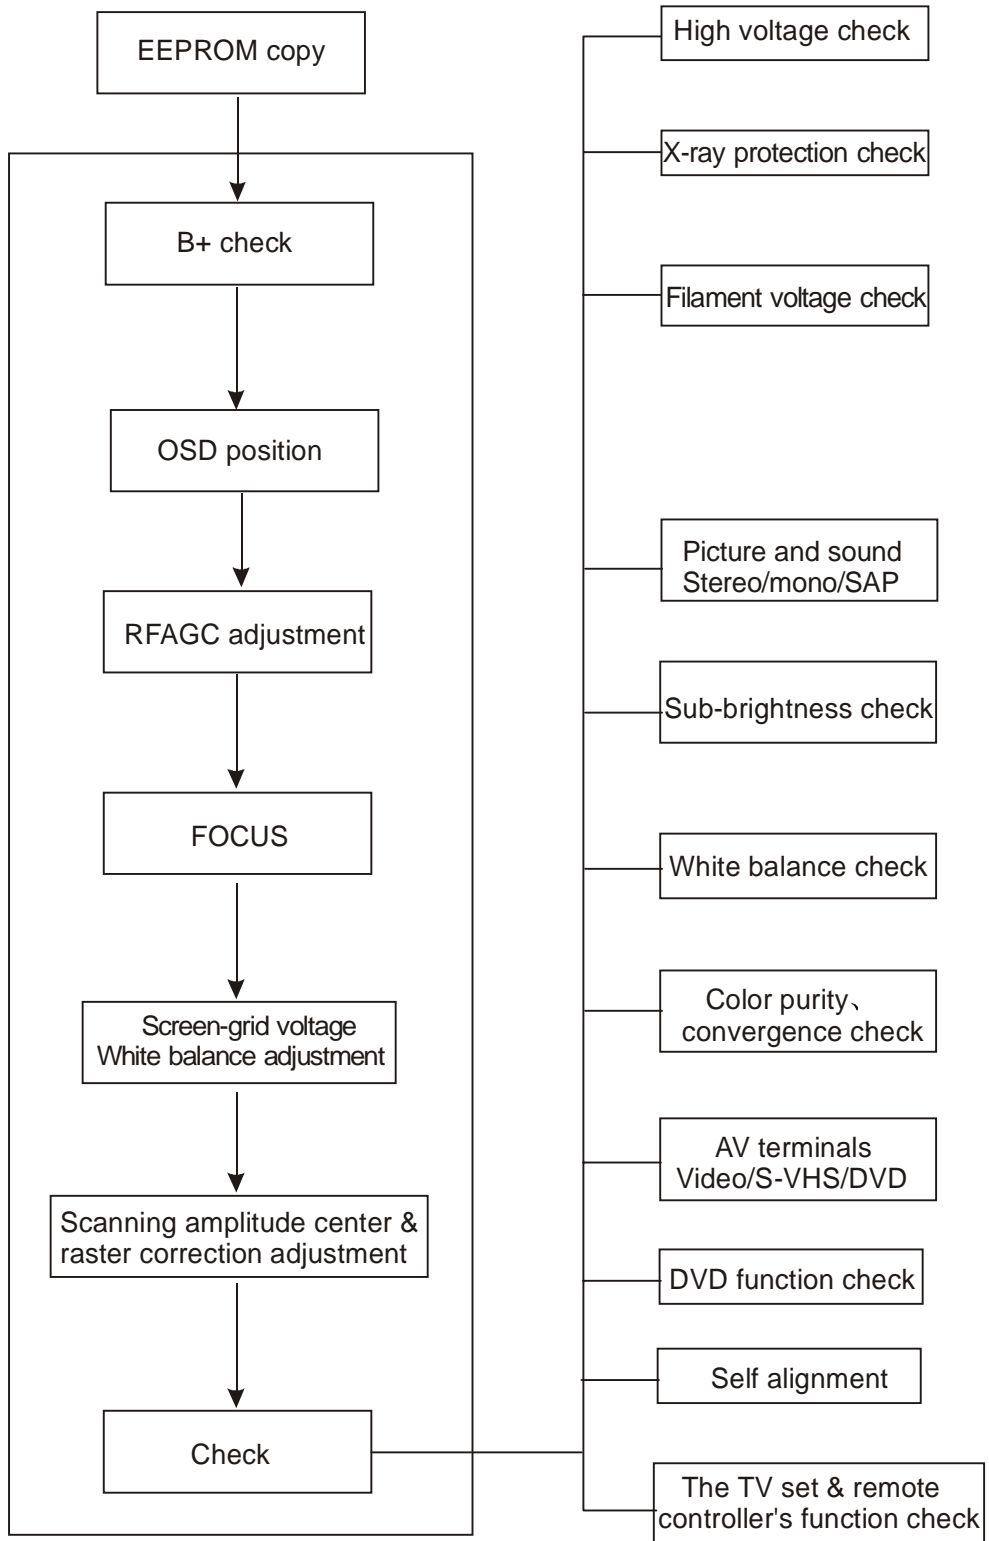 EEPROM copy
B+ check
OSD position
RFAGC adjustment
FOCUS
Screen-grid voltage
White balance adjustment
Scanning amplitude center &
raster correction adjustment
Check
High voltage check
X-ray protection check
Filament voltage check
Picture and sound
Stereo/mono/SAP
Sub-brightness check
White balance check
Color purity、
convergence check
AV terminals
Video/S-VHS/DVD
DVD function check
Self alignment
The TV set & remote
controller's function check